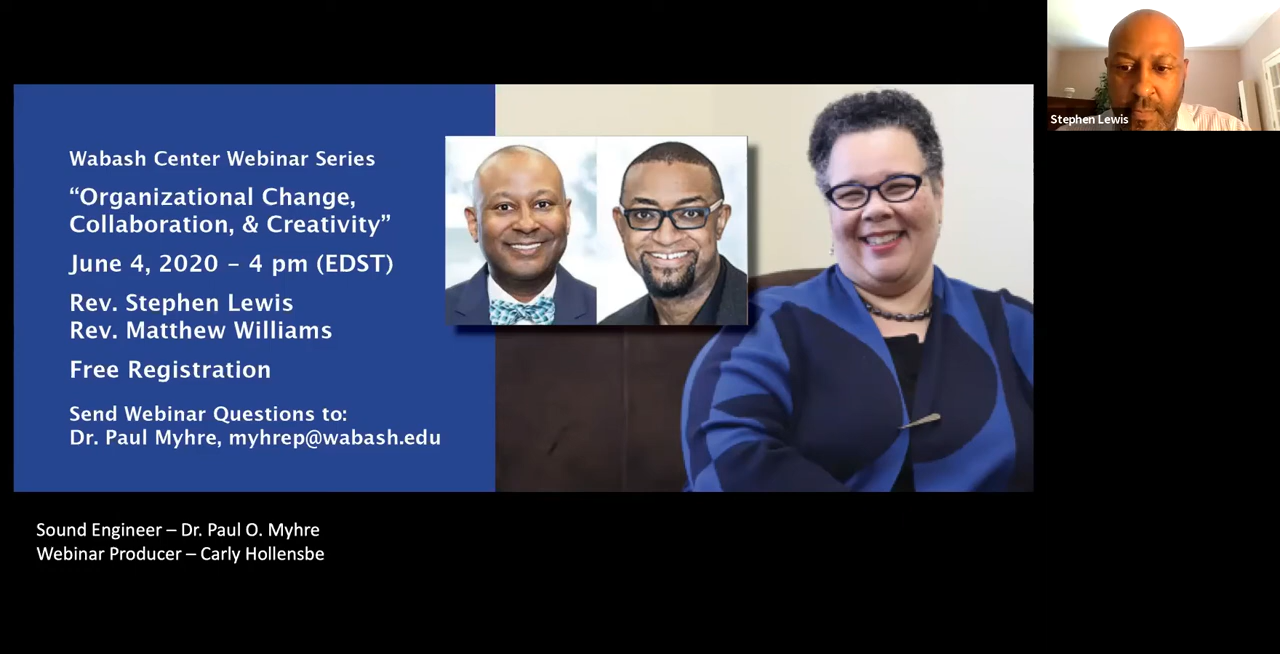 Wabash Center Webinar Series
“Organizational Change,
Collaboration, & Creativity”
June 4, 2020 – 4 pm (EDST)
Rev. Stephen Lewis
Rev. Matthew Williams
Free Registration
Send Webinar Questions to:
Dr. Paul Myhre, myhrep@wabash.edu
Sound Engineer – Dr. Paul O. Myhre
Webinar Producer – Carly Hollensbe
Stephen Lewis